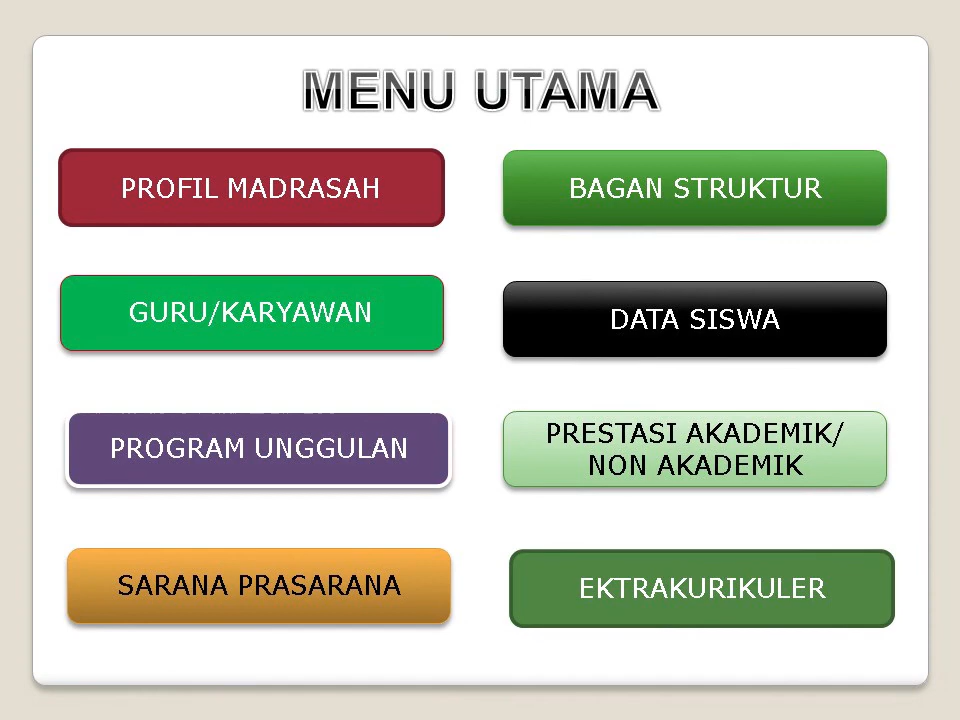 MENU UTAMA
PROFIL MADRASAH
BAGAN STRUKTUR
GURU/KARYAWAN
DATA SISWA
PROGRAM UNGGULAN
PRESTASI AKADEMIK/
NON AKADEMIK
SARANA PRASARANA
EKTRAKURIKULER